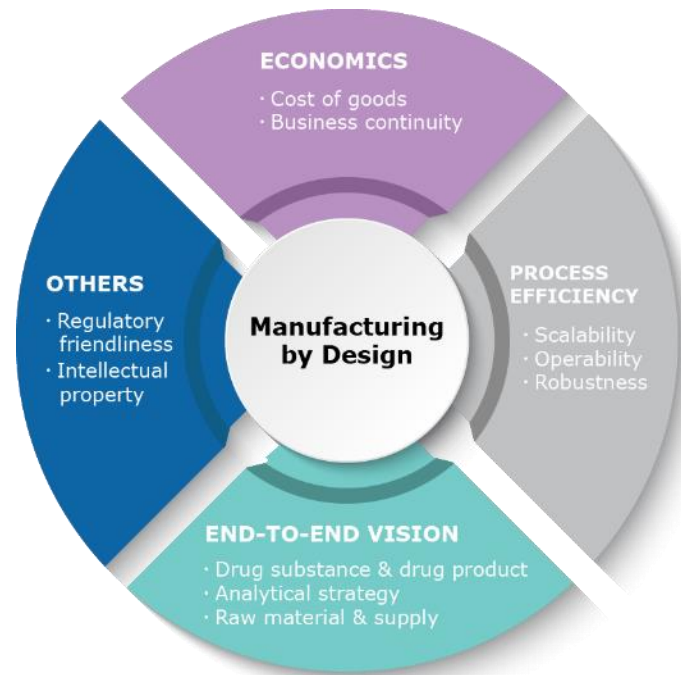 ECONOMICS
· Cost of goods
· Business continuity
PROCESS
EFFICIENCY
· Scalability
· Operability
· Robustness
OTHERS
· Regulatory
friendliness
· Intellectual
property
Manufacturing
by Design
END-TO-END VISION
· Drug substance & drug product
· Analytical strategy
· Raw material & supply